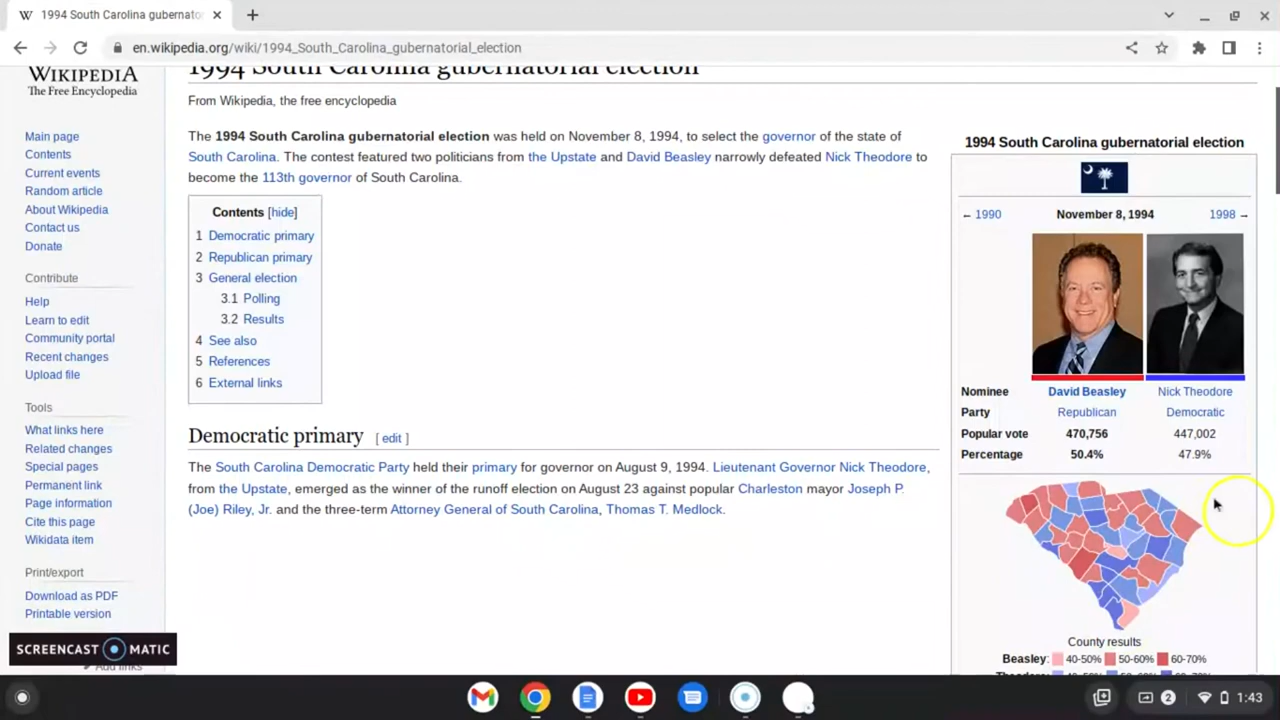 1994 South Carolina gubernato
en.wikipedia.org/wiki/1994_South_Carolina_gubernatorial_election
WIKIPEDIA
The Free Encyclopedia
Main page
Contents
Current events
Random article
About Wikipedia
Contact us
Donate
Contribute
Help
Learn to edit
Community portal
Recent changes
Upload file
Tools
What links here
Related changes
Special pages
Permanent link
Page information
Cite this page
Wikidata item
Print/export
Download as PDF
Printable version
SCREENCAST MATIC
Add links
1994 South Carolina gubernatorial election
From Wikipedia, the free encyclopedia
The 1994 South Carolina gubernatorial election was held on November 8, 1994, to select the governor of the state of
South Carolina. The contest featured two politicians from the Upstate and David Beasley narrowly defeated Nick Theodore to
become the 113th governor of South Carolina.
Contents [hide]
1 Democratic primary
2 Republican primary
3 General election
3.1 Polling
3.2 Results
4 See also
5 References
6 External links
Democratic primary [ edit ]
The South Carolina Democratic Party held their primary for governor on August 9, 1994. Lieutenant Governor Nick Theodore,
from the Upstate, emerged as the winner of the runoff election on August 23 against popular Charleston mayor Joseph P.
(Joe) Riley, Jr. and the three-term Attorney General of South Carolina, Thomas T. Medlock.
1994 South Carolina gubernatorial election
← 1990 November 8, 1994 1998 →
Nominee David Beasley Nick Theodore
Party Republican Democratic
Popular vote 470,756 447,002
Percentage 50.4% 47.9%
County results
Beasley: 40-50% 50-60% 60-70%
2
1:43